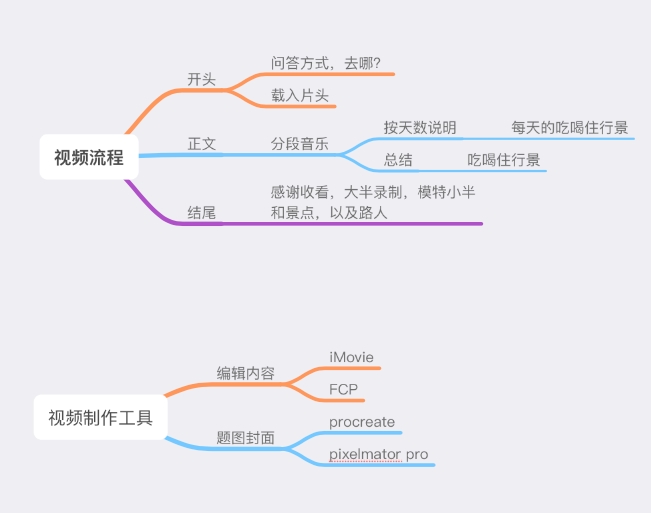 视频流程
开头
问答方式，去哪？
载入片头
正文
分段音乐
按天数说明
每天的吃喝住行景
总结
吃喝住行景
结尾
感谢收看，大半录制，模特小半
和景点，以及路人
视频制作工具
编辑内容
iMovie
FCP
题图封面
procreate
pixelmator pro